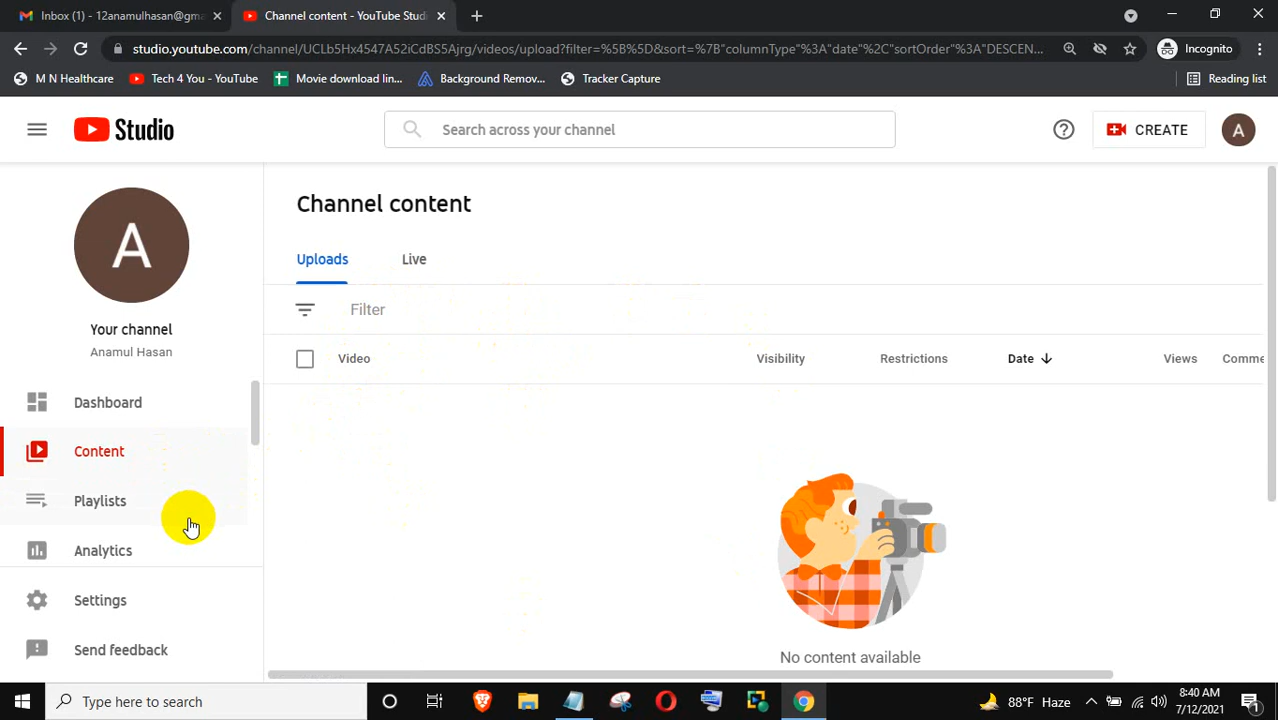 Inbox (1) - 12anamulhasan@gma
Channel content - YouTube Studi
studio.youtube.com/channel/UCLb5Hx4547A52iCdBS5Ajrg/videos/upload?filter=%5B%5D&sort=%7B"columnType"%3A"date"%2C"sortOrder"%3A"DESCEN...
Incognito
M N Healthcare
Tech 4 You - YouTube
Movie download lin...
Background Remov...
Tracker Capture
Reading list
Studio
Search across your channel
CREATE
A
A
Your channel
Anamul Hasan
Dashboard
Content
Playlists
Analytics
Settings
Send feedback
Channel content
Uploads
Live
Filter
Video
Visibility
Restrictions
Date
Views
Comme
No content available
Type here to search
88°F Haze
8:40 AM
7/12/2021
1